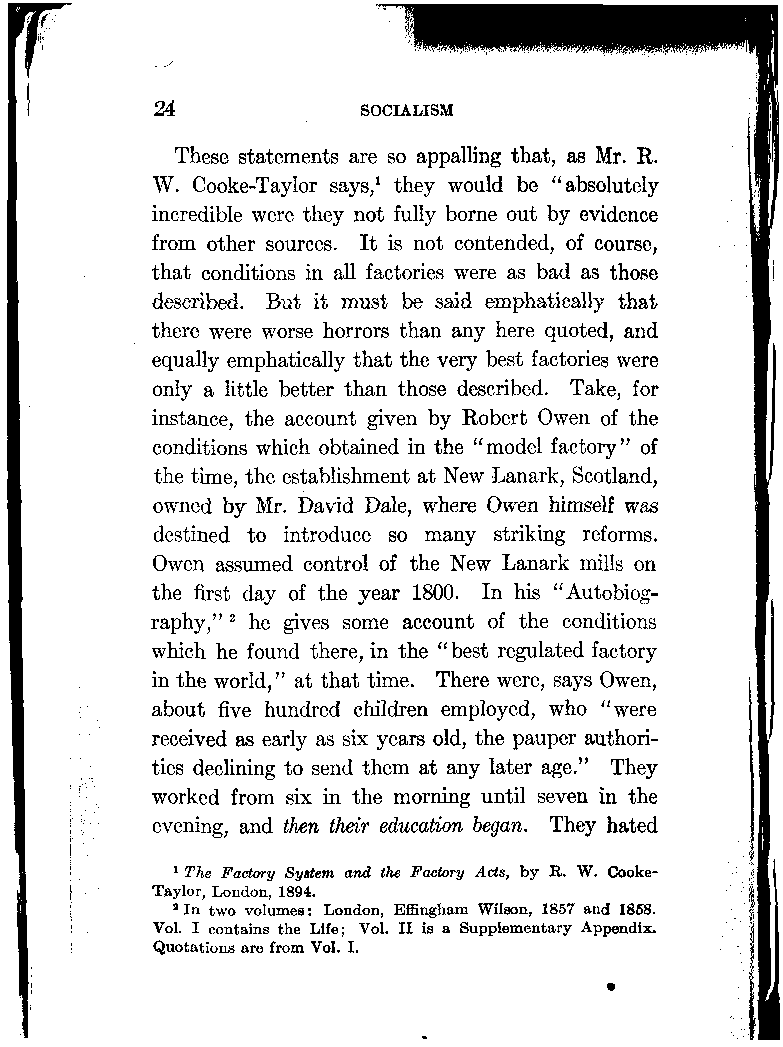 24 SOCIALISM
These statements are so appalling that, as Mr. R.
W. Cooke-Taylor says,¹ they would be "absolutely
incredible were they not fully borne out by evidence
from other sources. It is not contended, of course,
that conditions in all factories were as bad as those
described. But it must be said emphatically that
there were worse horrors than any here quoted, and
equally emphatically that the very best factories were
only a little better than those described. Take, for
instance, the account given by Robert Owen of the
conditions which obtained in the "model factory" of
the time, the establishment at New Lanark, Scotland,
owned by Mr. David Dale, where Owen himself was
destined to introduce so many striking reforms.
Owen assumed control of the New Lanark mills on
the first day of the year 1800. In his "Autobiog-
raphy," ² he gives some account of the conditions
which he found there, in the "best regulated factory
in the world," at that time. There were, says Owen,
about five hundred children employed, who "were
received as early as six years old, the pauper authori-
ties declining to send them at any later age." They
worked from six in the morning until seven in the
evening, and then their education began. They hated
¹ The Factory System and the Factory Acts, by R. W. Cooke-
Taylor, London, 1894.
² In two volumes: London, Effingham Wilson, 1857 and 1858.
Vol. I contains the Life; Vol. II is a Supplementary Appendix.
Quotations are from Vol. I.